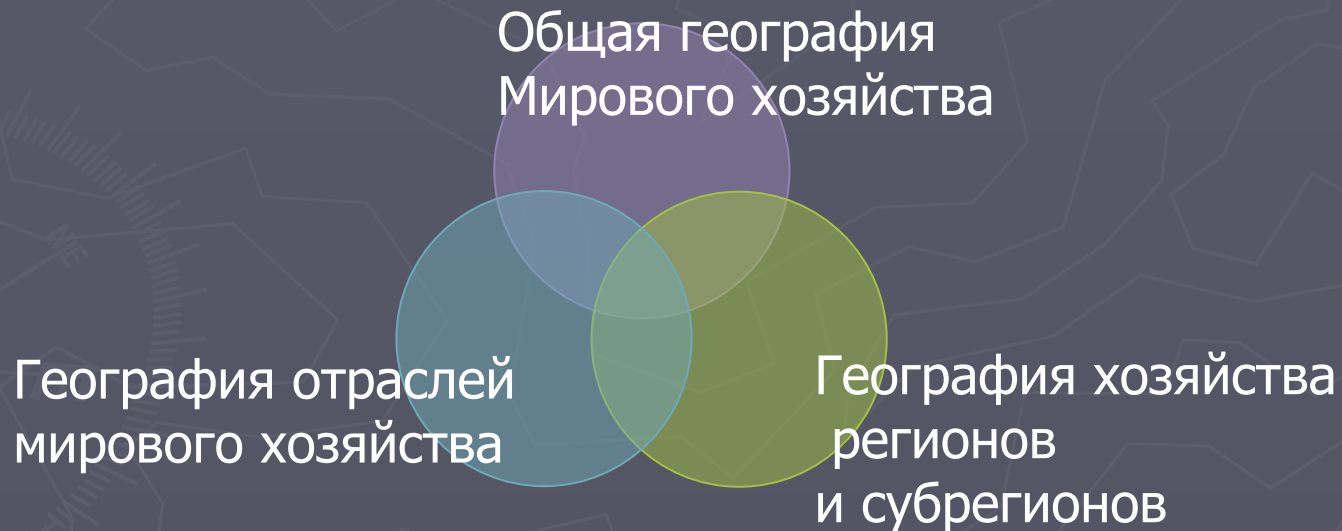 Общая география
Мирового хозяйства
География отраслей
мирового хозяйства
География хозяйства
регионов
и субрегионов